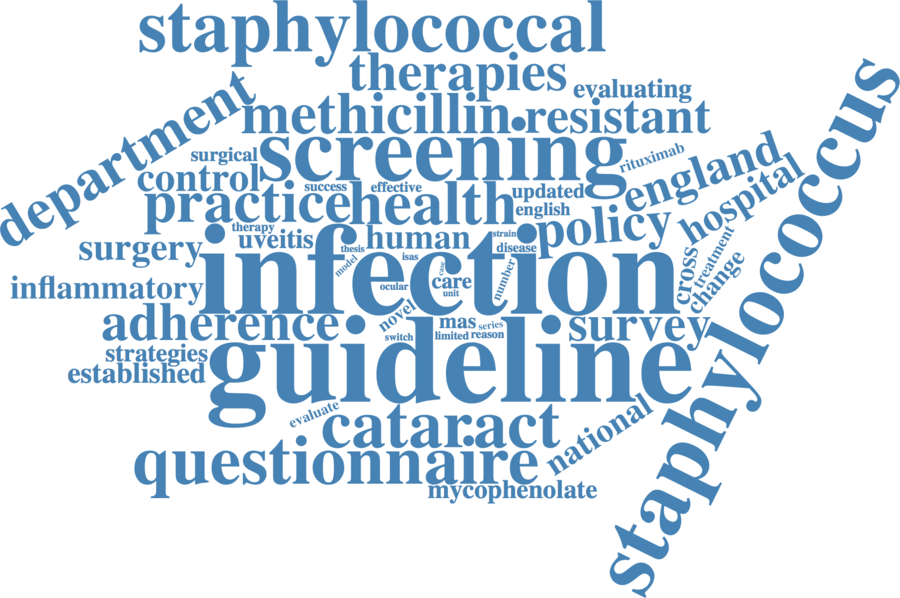 staphylococcal
therapies
evaluating
department
methicillin
resistant
staphylococcus
screening
surgical
rituximab
control
success
effective
updated
england
hospital
practice
health
english
policy
therapy
strain
surgery
uveitis
human
disease
thesis
isas
infection
model
case
number
cross
treatment
change
inflammatory
ocular
care
unit
novel
adherence
mas
series
survey
switch
limited
reason
strategies
guideline
established
evaluate
cataract
national
questionnaire
mycophenolate